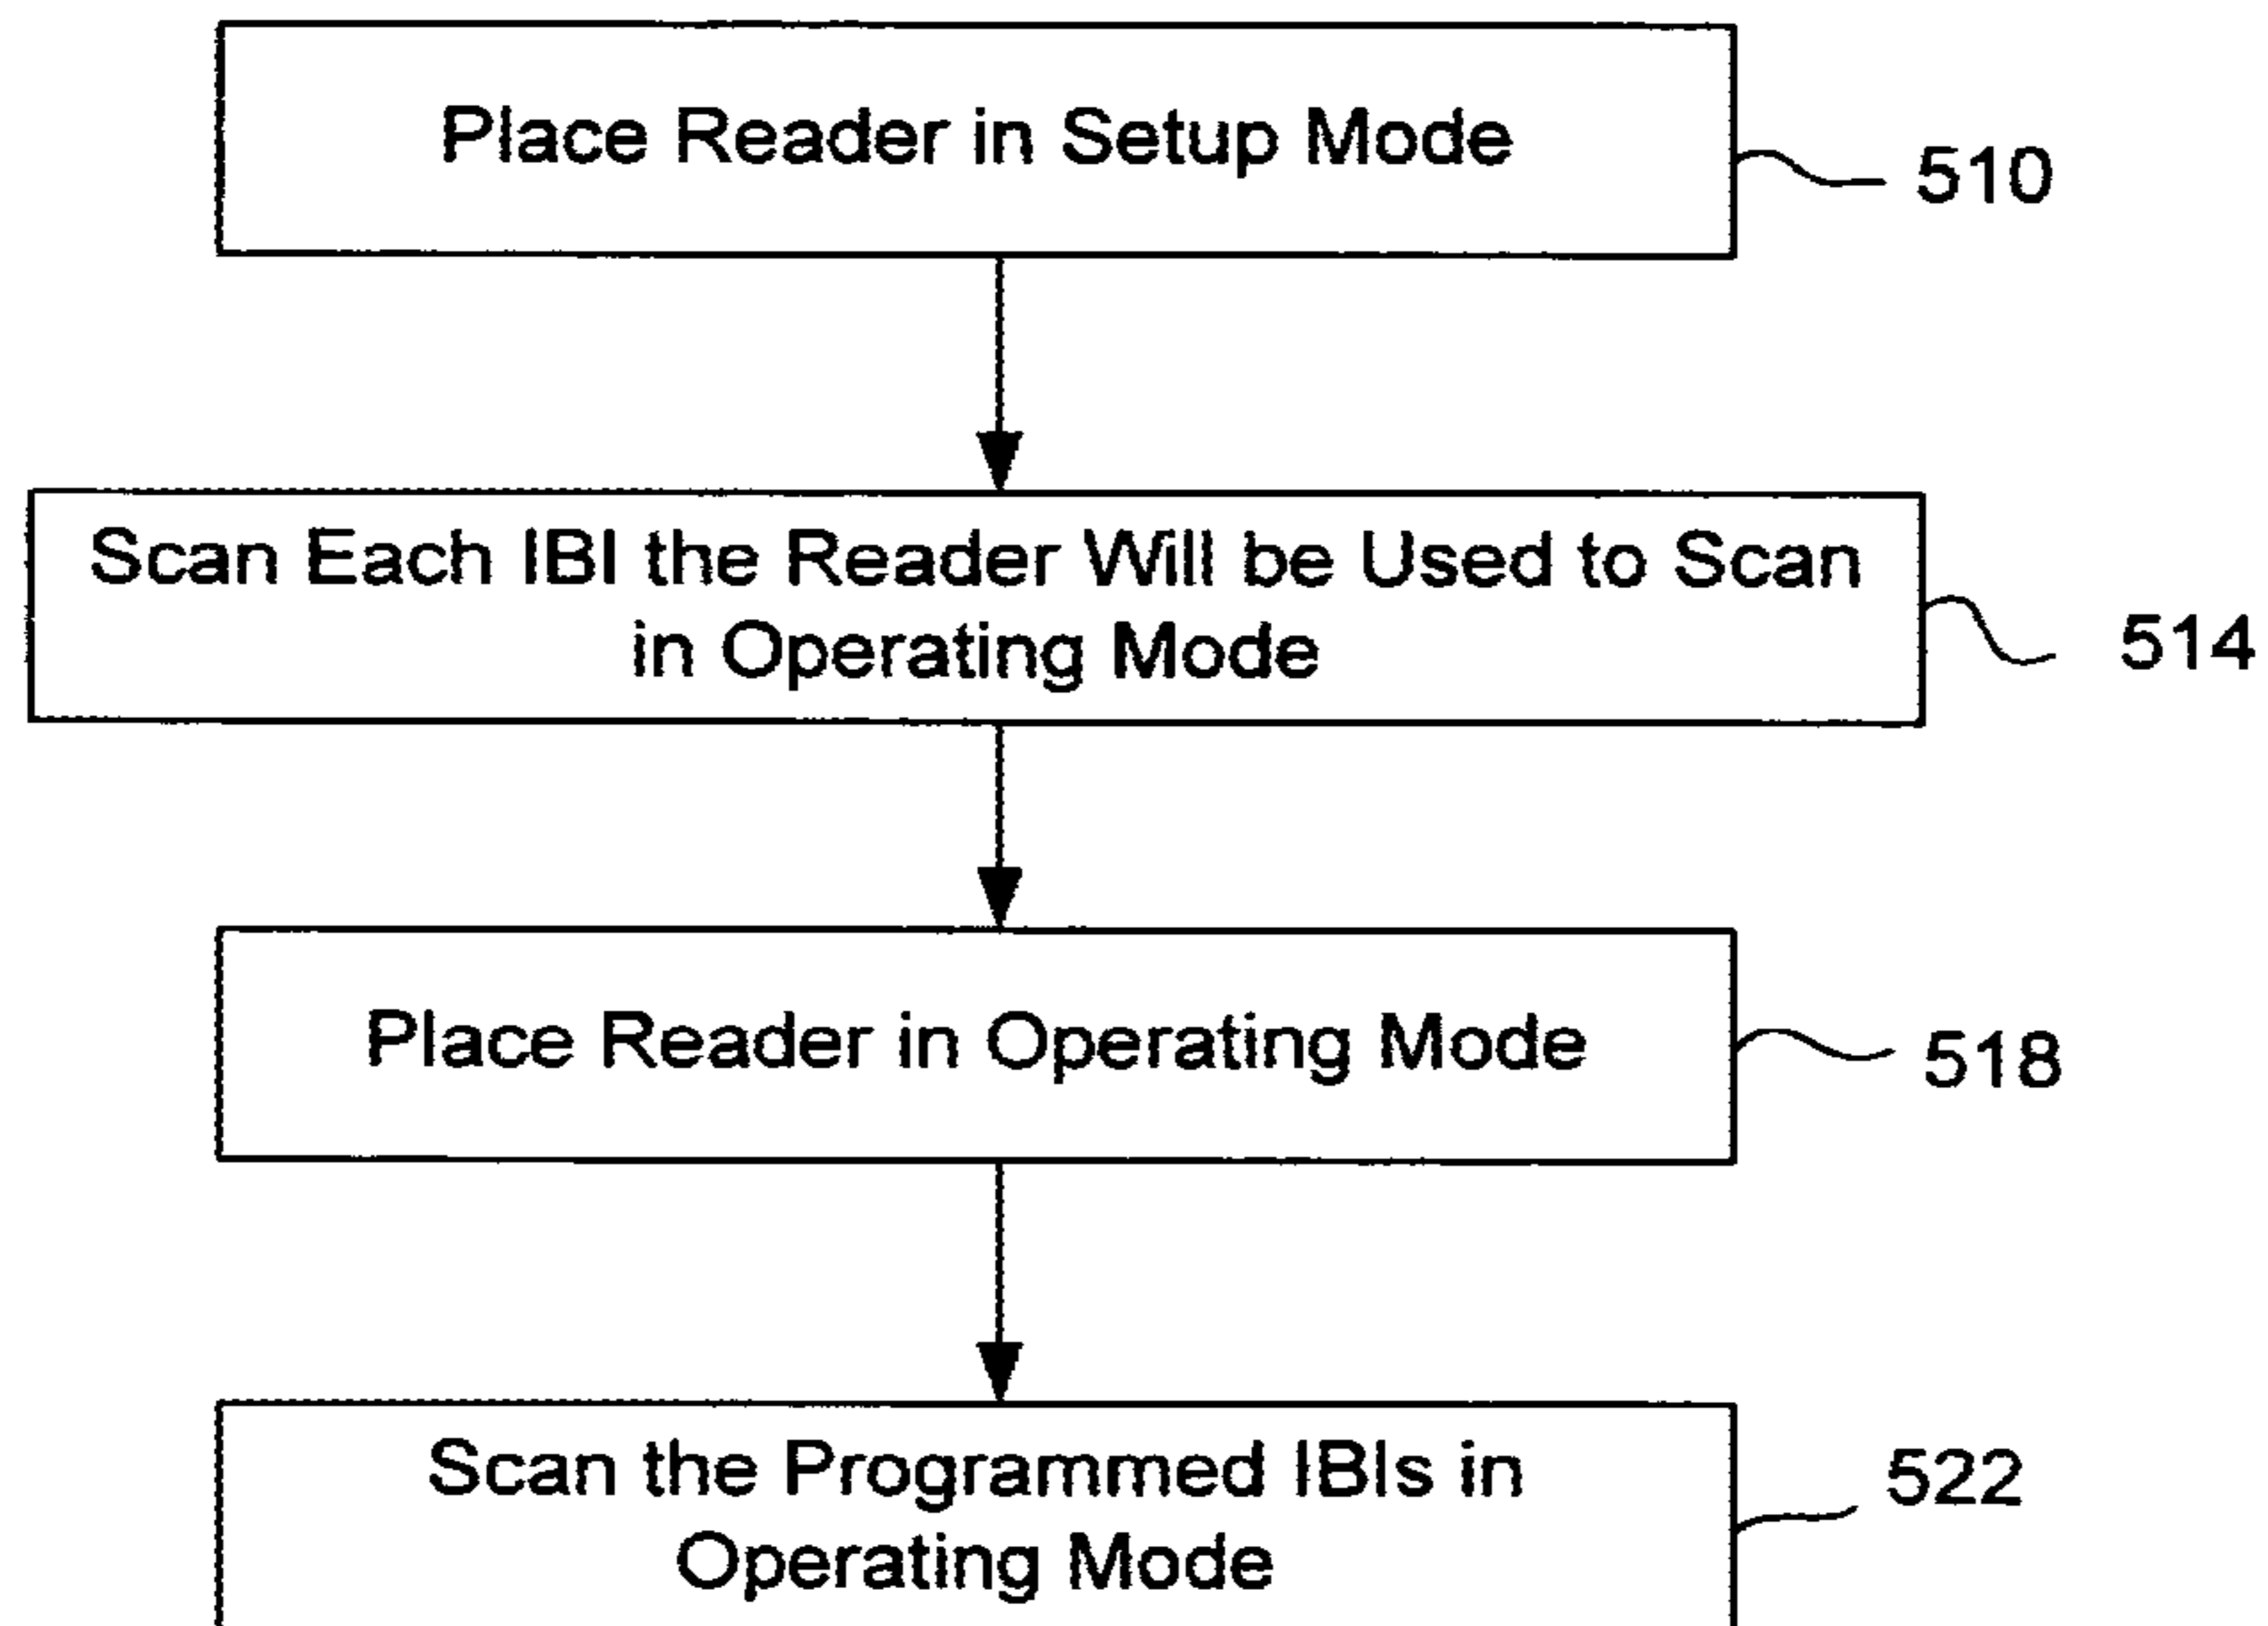 Place Reader in Setup Mode
510
Scan Each IBI the Reader Will be Used to Scan
in Operating Mode
514
Place Reader in Operating Mode
518
Scan the Programmed IBIs in
Operating Mode
522